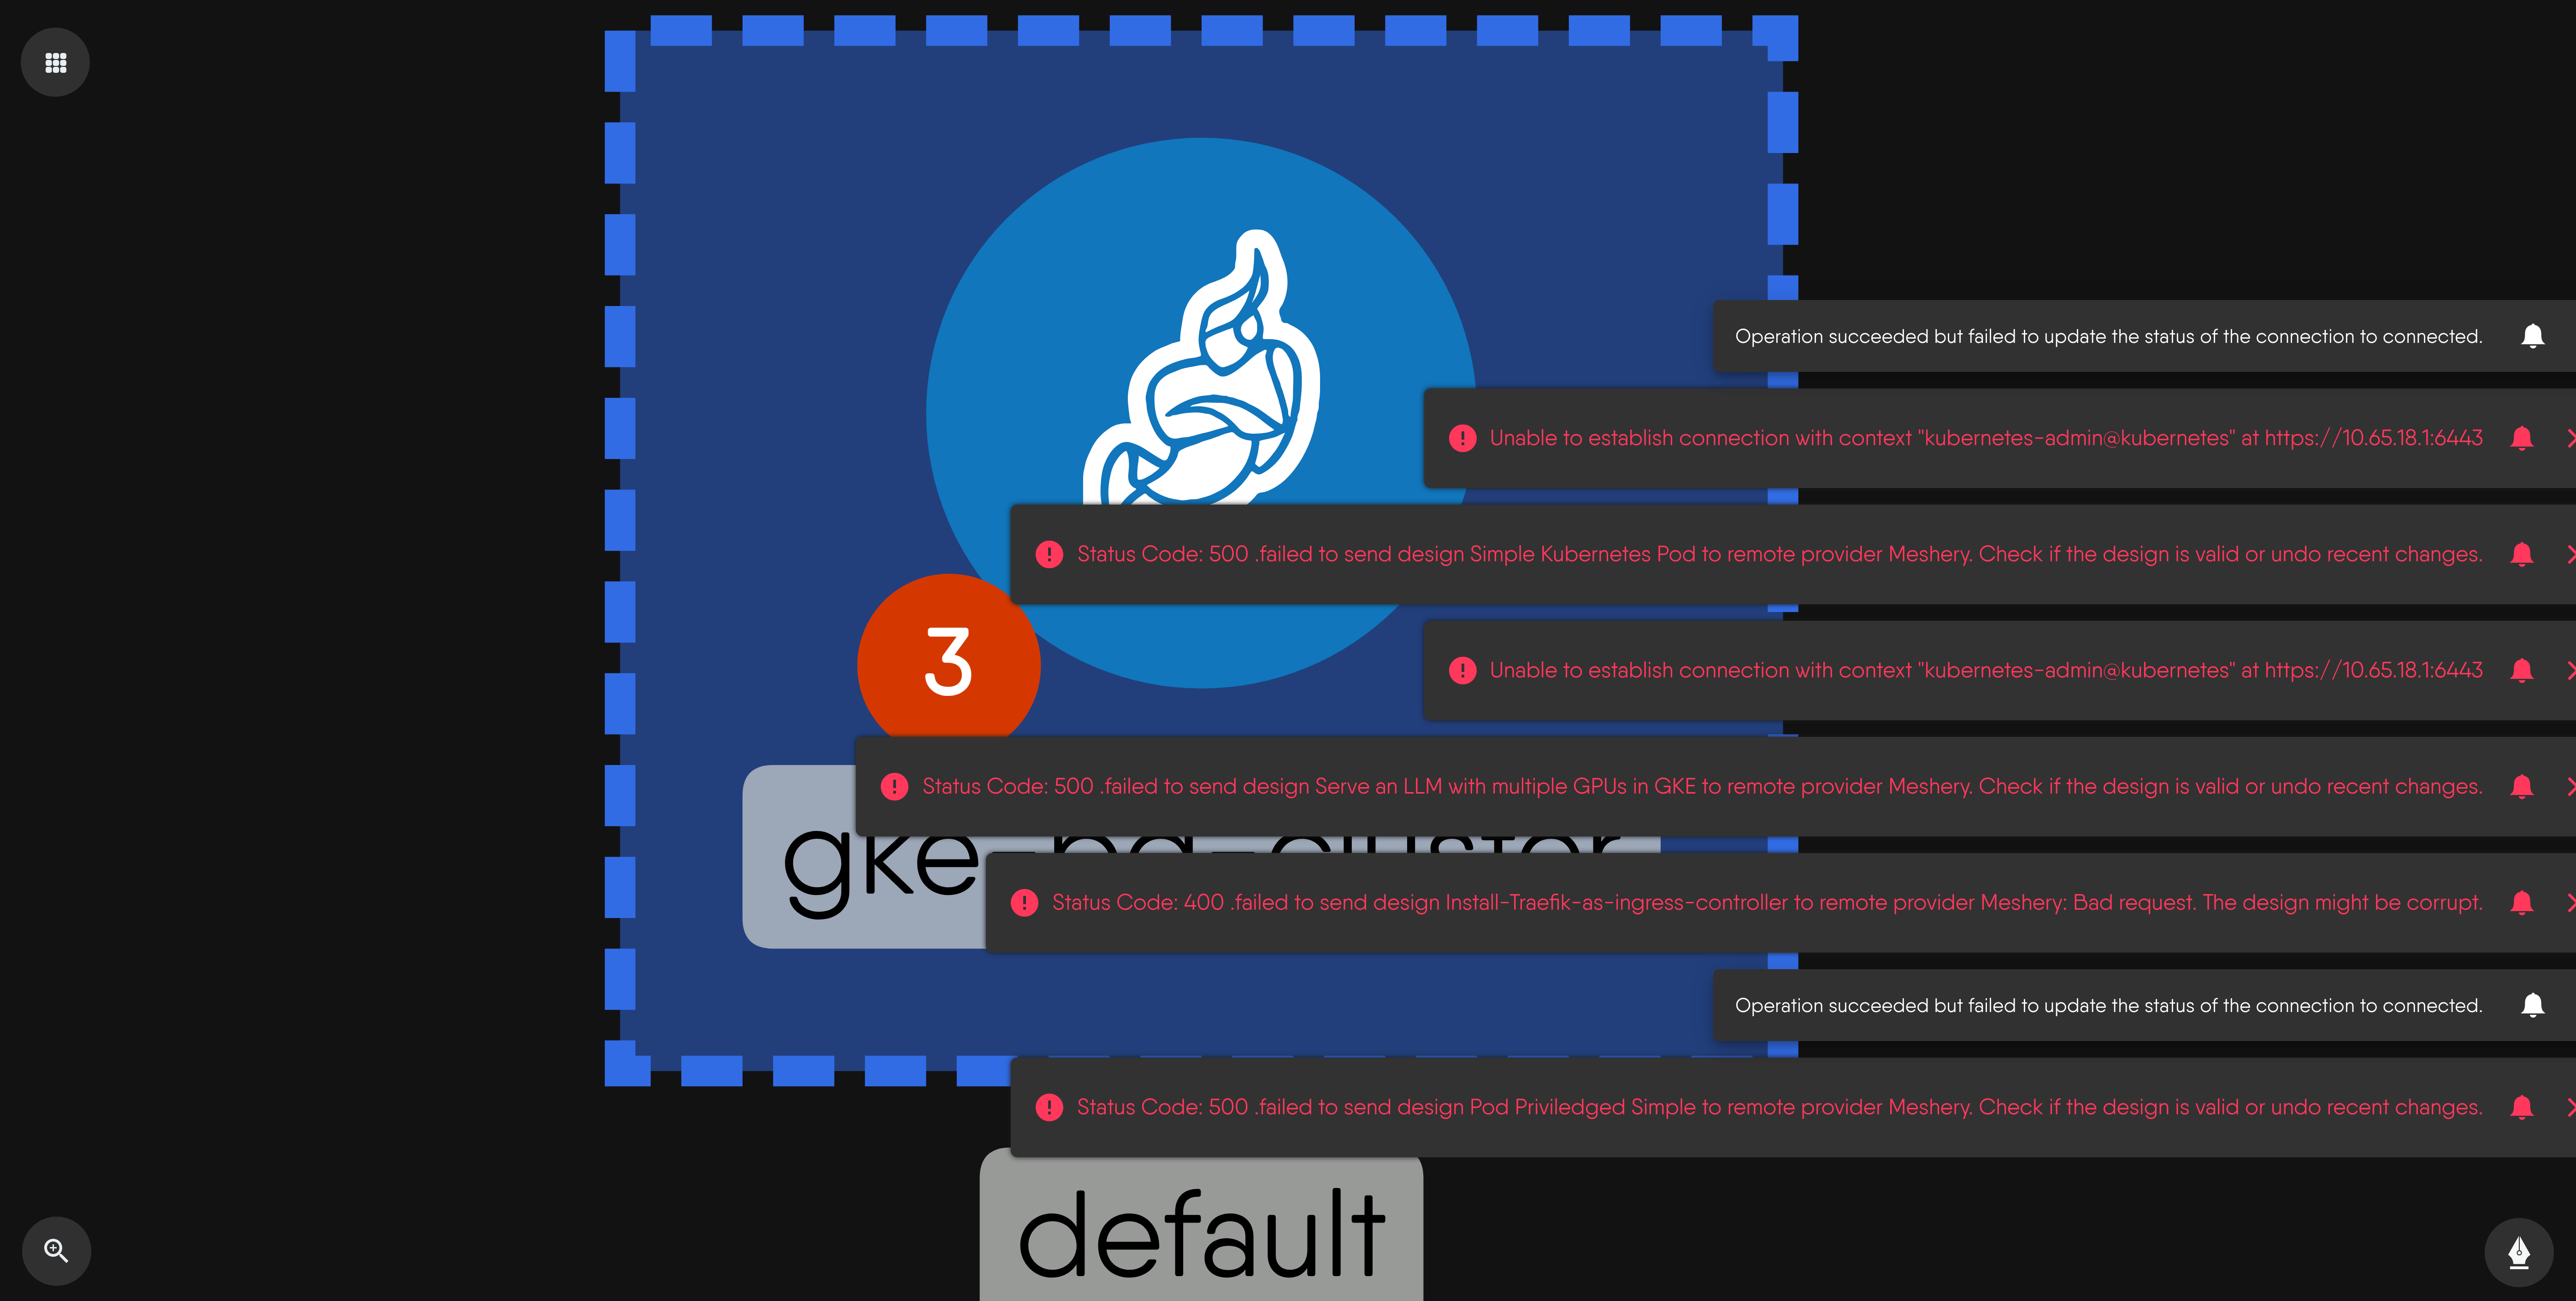 Operation succeeded but failed to update the status of the connection to connected.
Unable to establish connection with context "kubernetes-admin@kubernetes" at https://10.65.18.1:6443
Status Code: 500 .failed to send design Simple Kubernetes Pod to remote provider Meshery. Check if the design is valid or undo recent changes.
3
Unable to establish connection with context "kubernetes-admin@kubernetes" at https://10.65.18.1:6443
Status Code: 500 .failed to send design Serve an LLM with multiple GPUs in GKE to remote provider Meshery. Check if the design is valid or undo recent changes.
gke
Status Code: 400 .failed to send design Install-Traefik-as-ingress-controller to remote provider Meshery: Bad request. The design might be corrupt.
Operation succeeded but failed to update the status of the connection to connected.
Status Code: 500 .failed to send design Pod Priviledged Simple to remote provider Meshery. Check if the design is valid or undo recent changes.
default